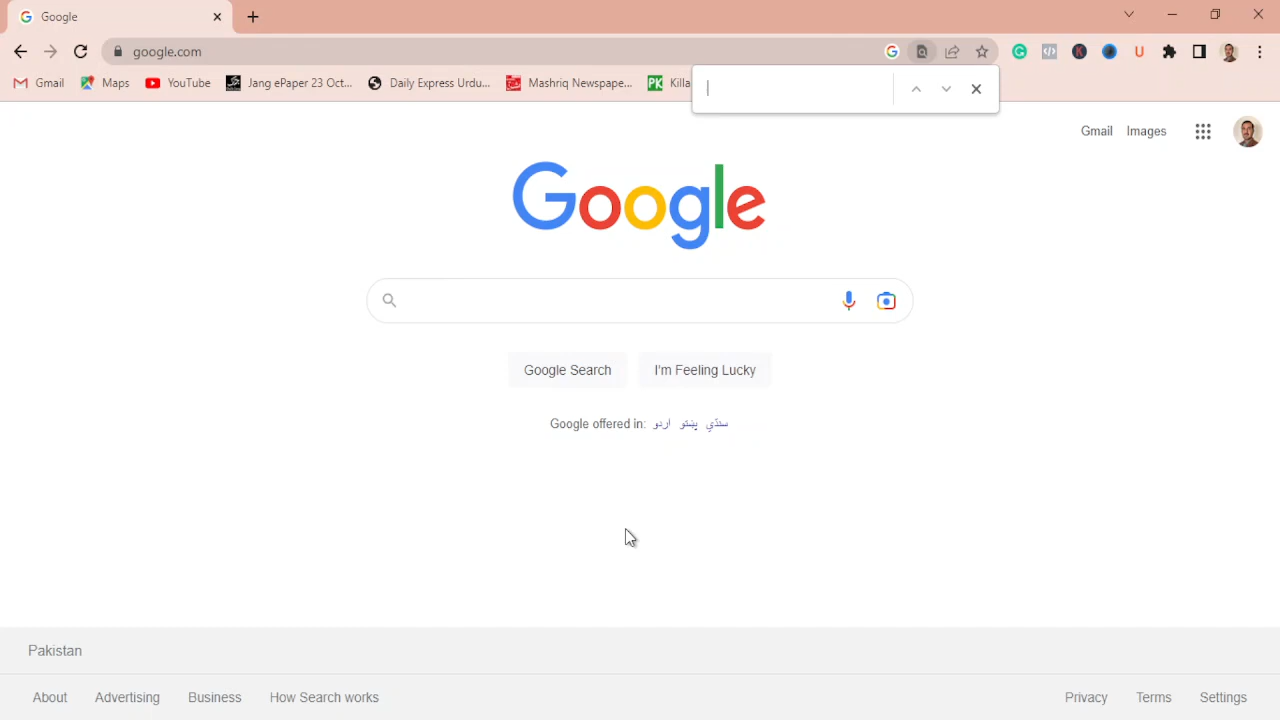 Google
google.com
Gmail Maps YouTube Jang ePaper 23 Oct... Daily Express Urdu... Mashriq Newspape... Killa
Gmail Images
Google
Google Search I'm Feeling Lucky
Google offered in: اردو پښتو سنڌي
Pakistan
About Advertising Business How Search works Privacy Terms Settings